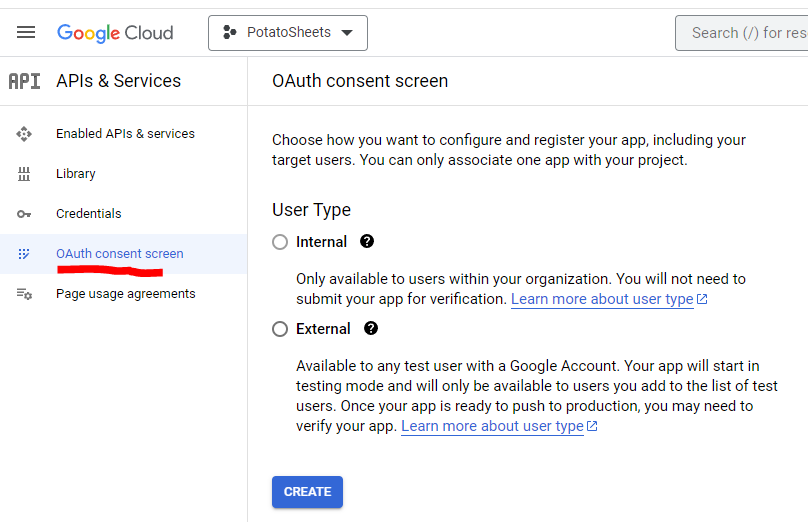 Google Cloud
PotatoSheets
Search (/) for res
API
APIs & Services
OAuth consent screen
Enabled APIs & services
Library
Credentials
OAuth consent screen
Page usage agreements
Choose how you want to configure and register your app, including your
target users. You can only associate one app with your project.
User Type
Internal ?
Only available to users within your organization. You will not need to
submit your app for verification. Learn more about user type
External ?
Available to any test user with a Google Account. Your app will start in
testing mode and will only be available to users you add to the list of test
users. Once your app is ready to push to production, you may need to
verify your app. Learn more about user type
CREATE